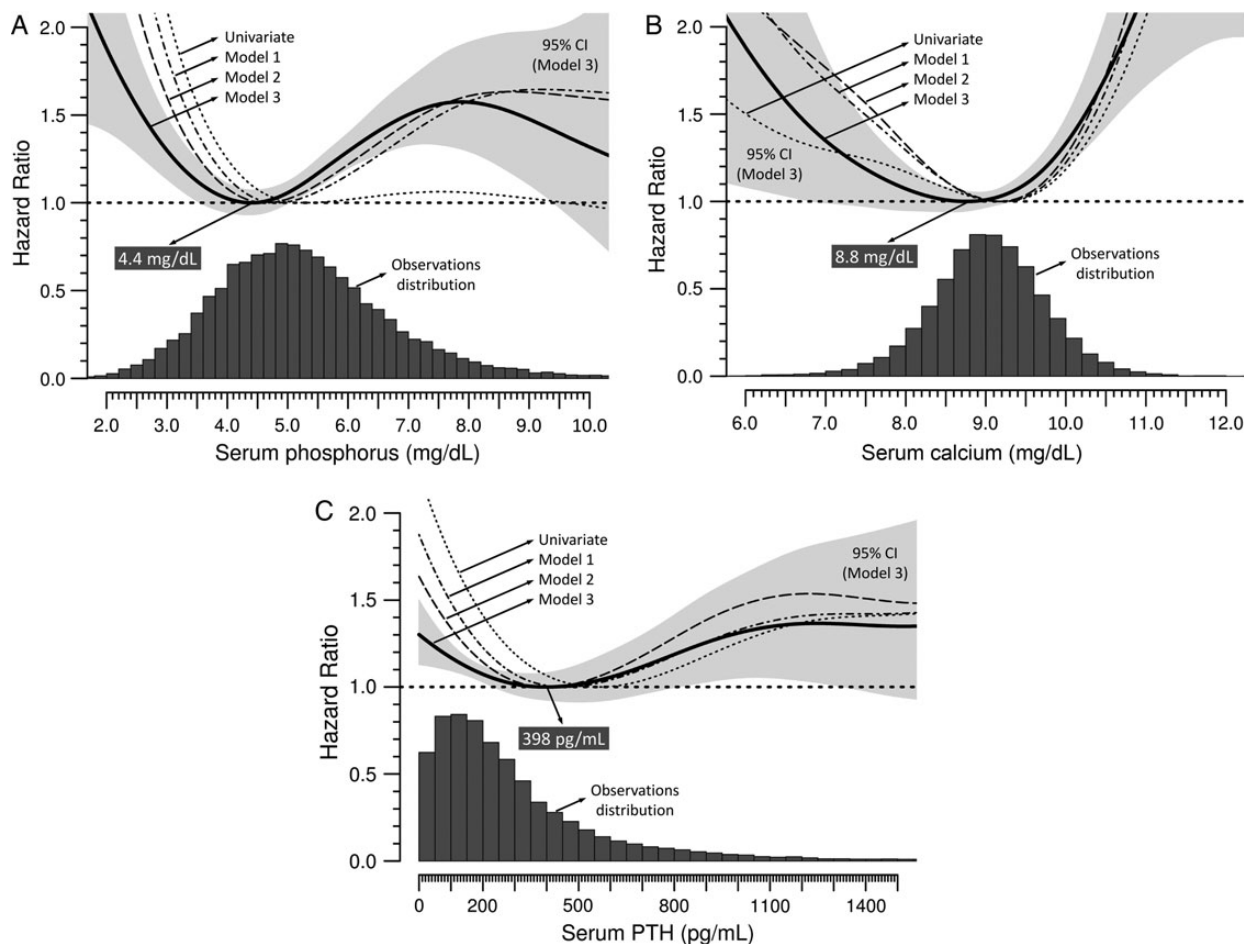 A
2.0
1.5
1.0
0.5
0.0
Hazard Ratio
Univariate
Model 1
Model 2
Model 3
95% CI
(Model 3)
4.4 mg/dL
Observations
distribution
2.0 3.0 4.0 5.0 6.0 7.0 8.0 9.0 10.0
Serum phosphorus (mg/dL)
B
2.0
1.5
1.0
0.5
0.0
Hazard Ratio
Univariate
Model 1
Model 2
Model 3
95% CI
(Model 3)
8.8 mg/dL
Observations
distribution
6.0 7.0 8.0 9.0 10.0 11.0 12.0
Serum calcium (mg/dL)
C
2.0
1.5
1.0
0.5
0.0
Hazard Ratio
Univariate
Model 1
Model 2
Model 3
95% CI
(Model 3)
398 pg/mL
Observations
distribution
0 200 500 800 1100 1400
Serum PTH (pg/mL)